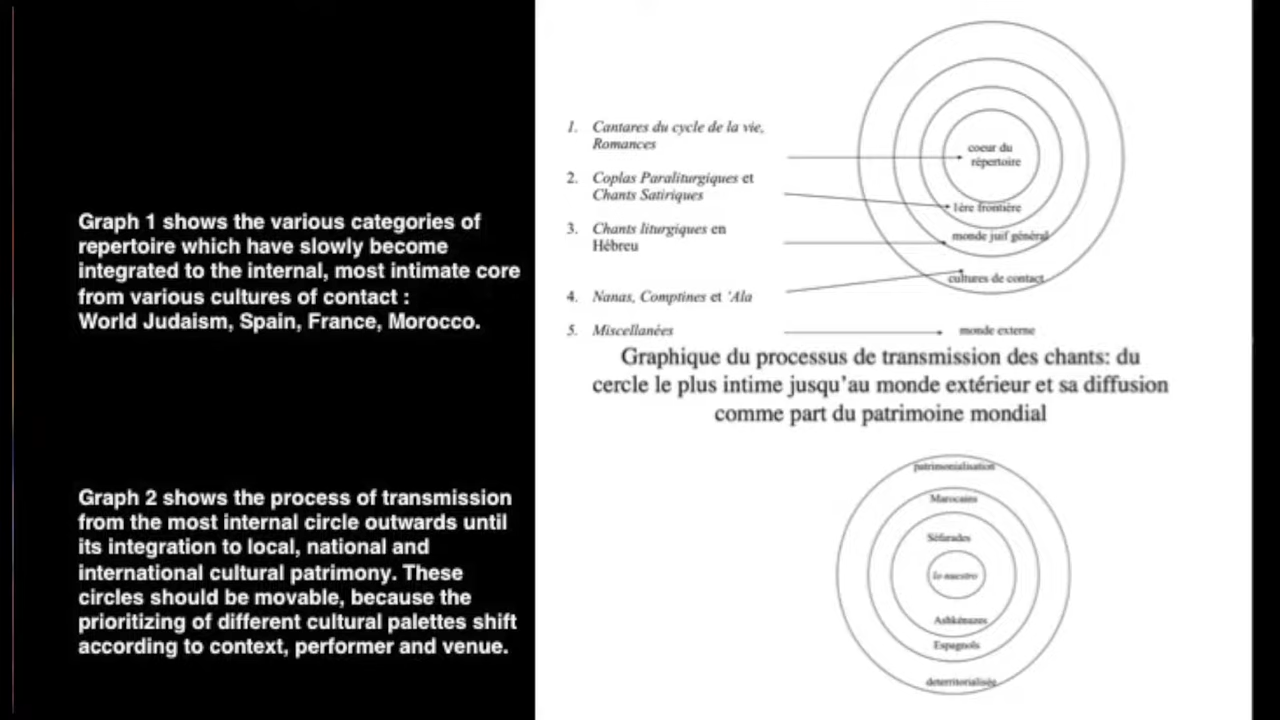 Graph 1 shows the various categories of
repertoire which have slowly become
integrated to the internal, most intimate core
from various cultures of contact :
World Judaism, Spain, France, Morocco.
Graph 2 shows the process of transmission
from the most internal circle outwards until
its integration to local, national and
international cultural patrimony. These
circles should be movable, because the
prioritizing of different cultural palettes shift
according to context, performer and venue.
1. Cantares du cycle de la vie,
Romances
2. Coplas Paraliturgiques et
Chants Satiriques
3. Chants liturgiques en
Hébreu
4. Nanas, Comptines et 'Ala
5. Miscellanées
coeur du
répertoire
1ère frontière
monde juif général
cultures de contact
monde externe
Graphique du processus de transmission des chants: du
cercle le plus intime jusqu'au monde extérieur et sa diffusion
comme part du patrimoine mondial
patrimonialisation
Marocains
Séfarades
lo nuestro
Ashkénazes
Espagnols
deterritorialisée